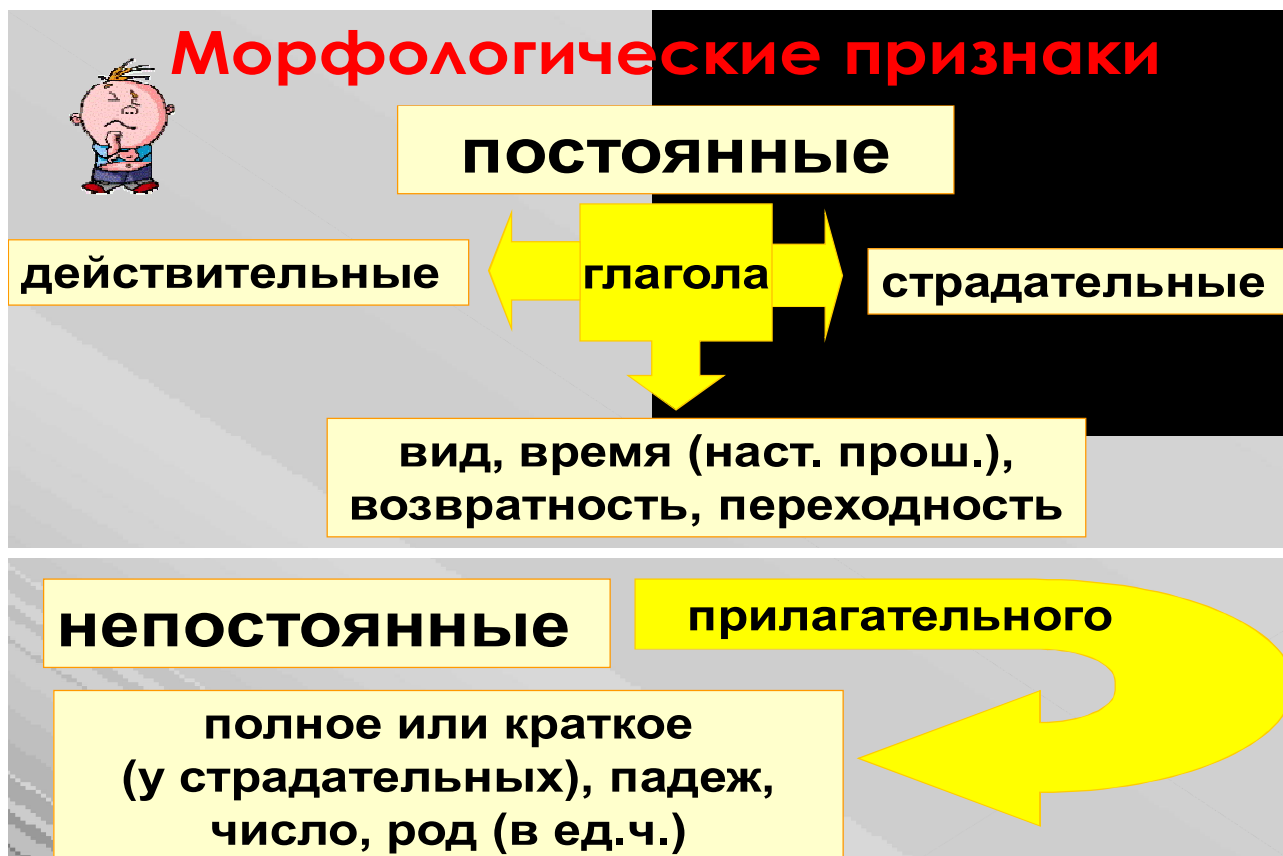 Морфологические признаки
постоянные
действительные
глагола
страдательные
вид, время (наст. прош.),
возвратность, переходность
непостоянные
прилагательного
полное или краткое
(у страдательных), падеж,
число, род (в ед.ч.)